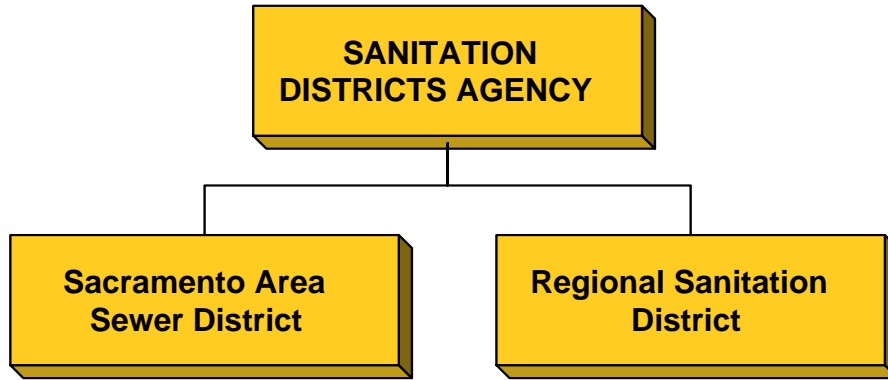 SANITATION
DISTRICTS AGENCY
Sacramento Area
Sewer District
Regional Sanitation
District